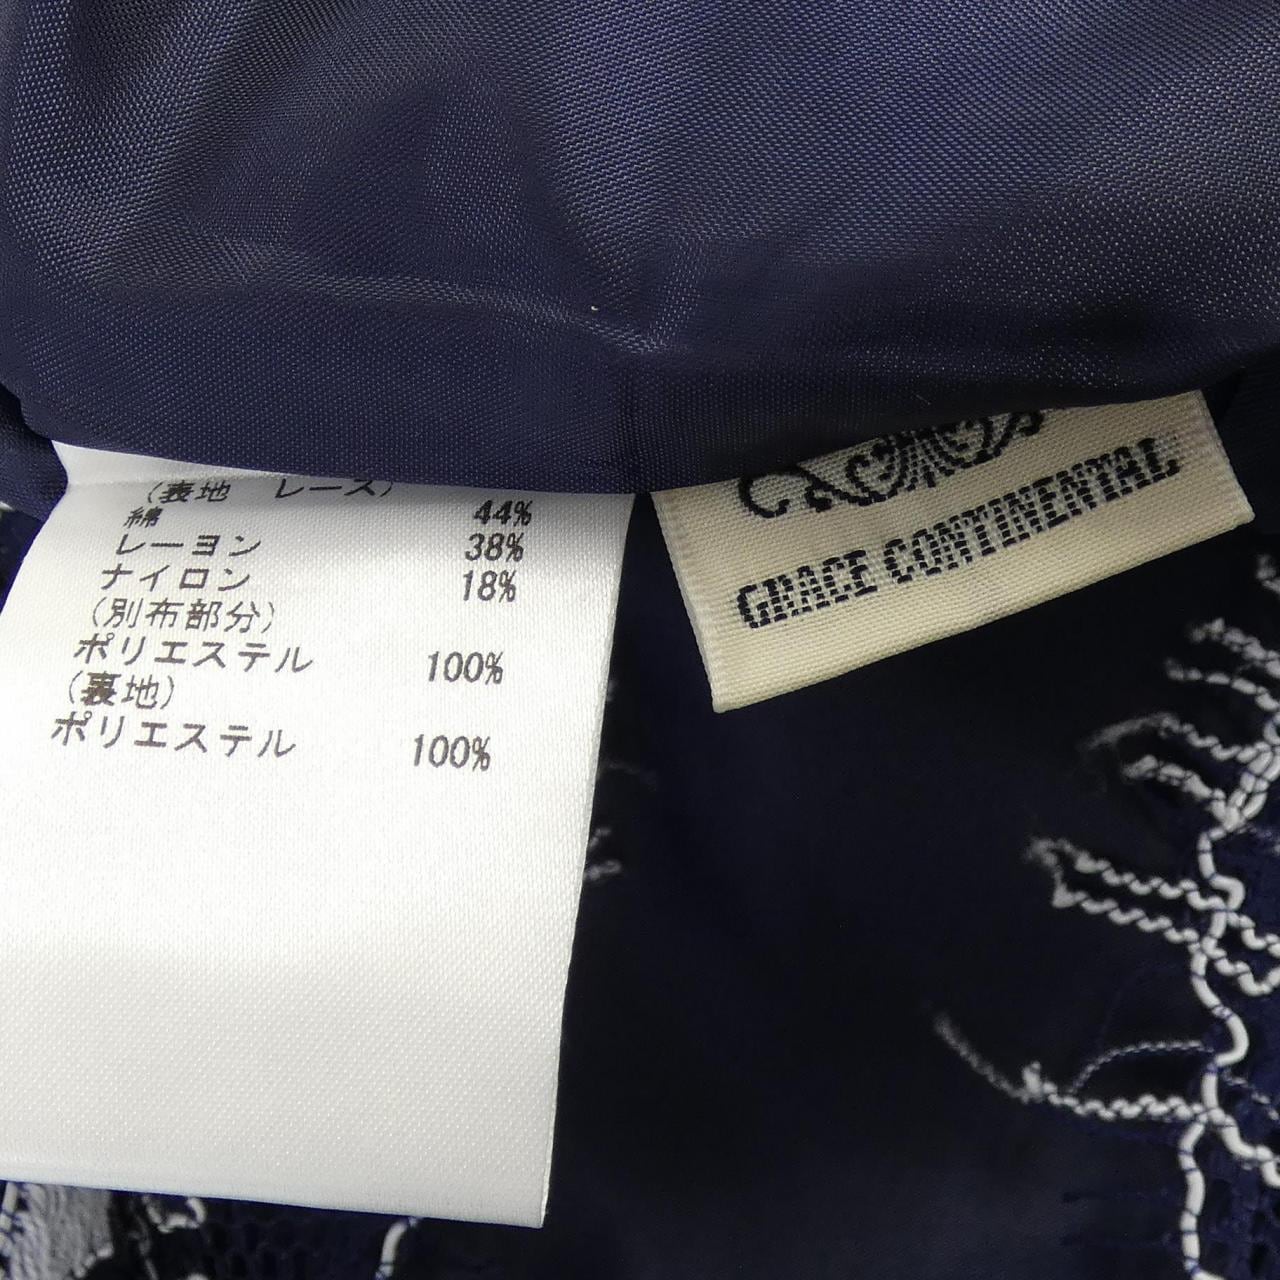 (表地 レース)
綿 44%
レーヨン 38%
ナイロン 18%
(別布部分)
ポリエステル 100%
(裏地)
ポリエステル 100%
GRACE CONTINENTAL